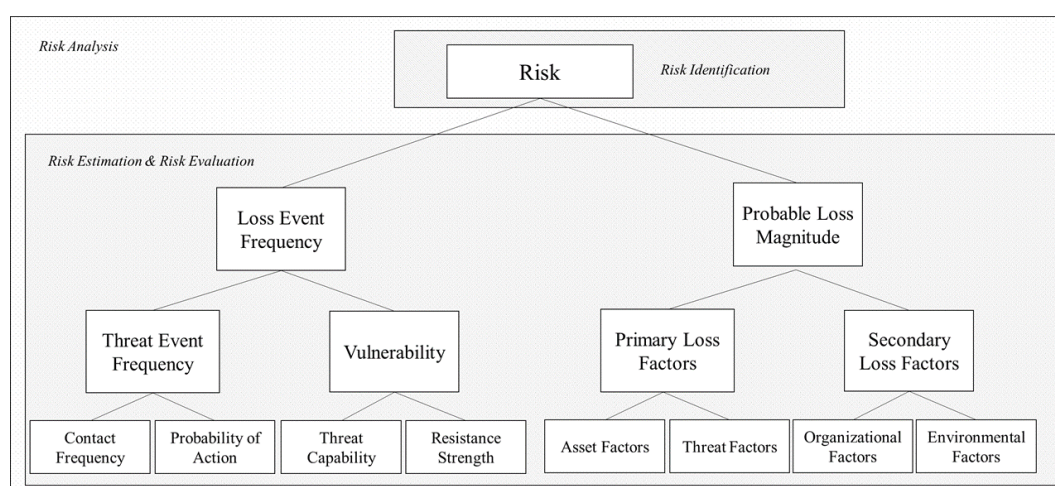 Risk Analysis
Risk
Risk Identification
Risk Estimation & Risk Evaluation
Loss Event
Frequency
Probable Loss
Magnitude
Threat Event
Frequency
Vulnerability
Primary Loss
Factors
Secondary
Loss Factors
Contact
Frequency
Probability of
Action
Threat
Capability
Resistance
Strength
Asset Factors
Threat Factors
Organizational
Factors
Environmental
Factors